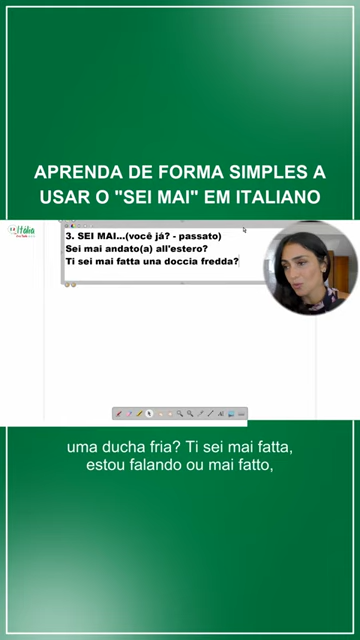 APRENDA DE FORMA SIMPLES A
USAR O "SEI MAI" EM ITALIANO
Itália
3. SEI MAI...(você já? - passato)
Sei mai andato(a) all'estero?
Ti sei mai fatta una doccia fredda?
uma ducha fria? Ti sei mai fatta,
estou falando ou mai fatto,